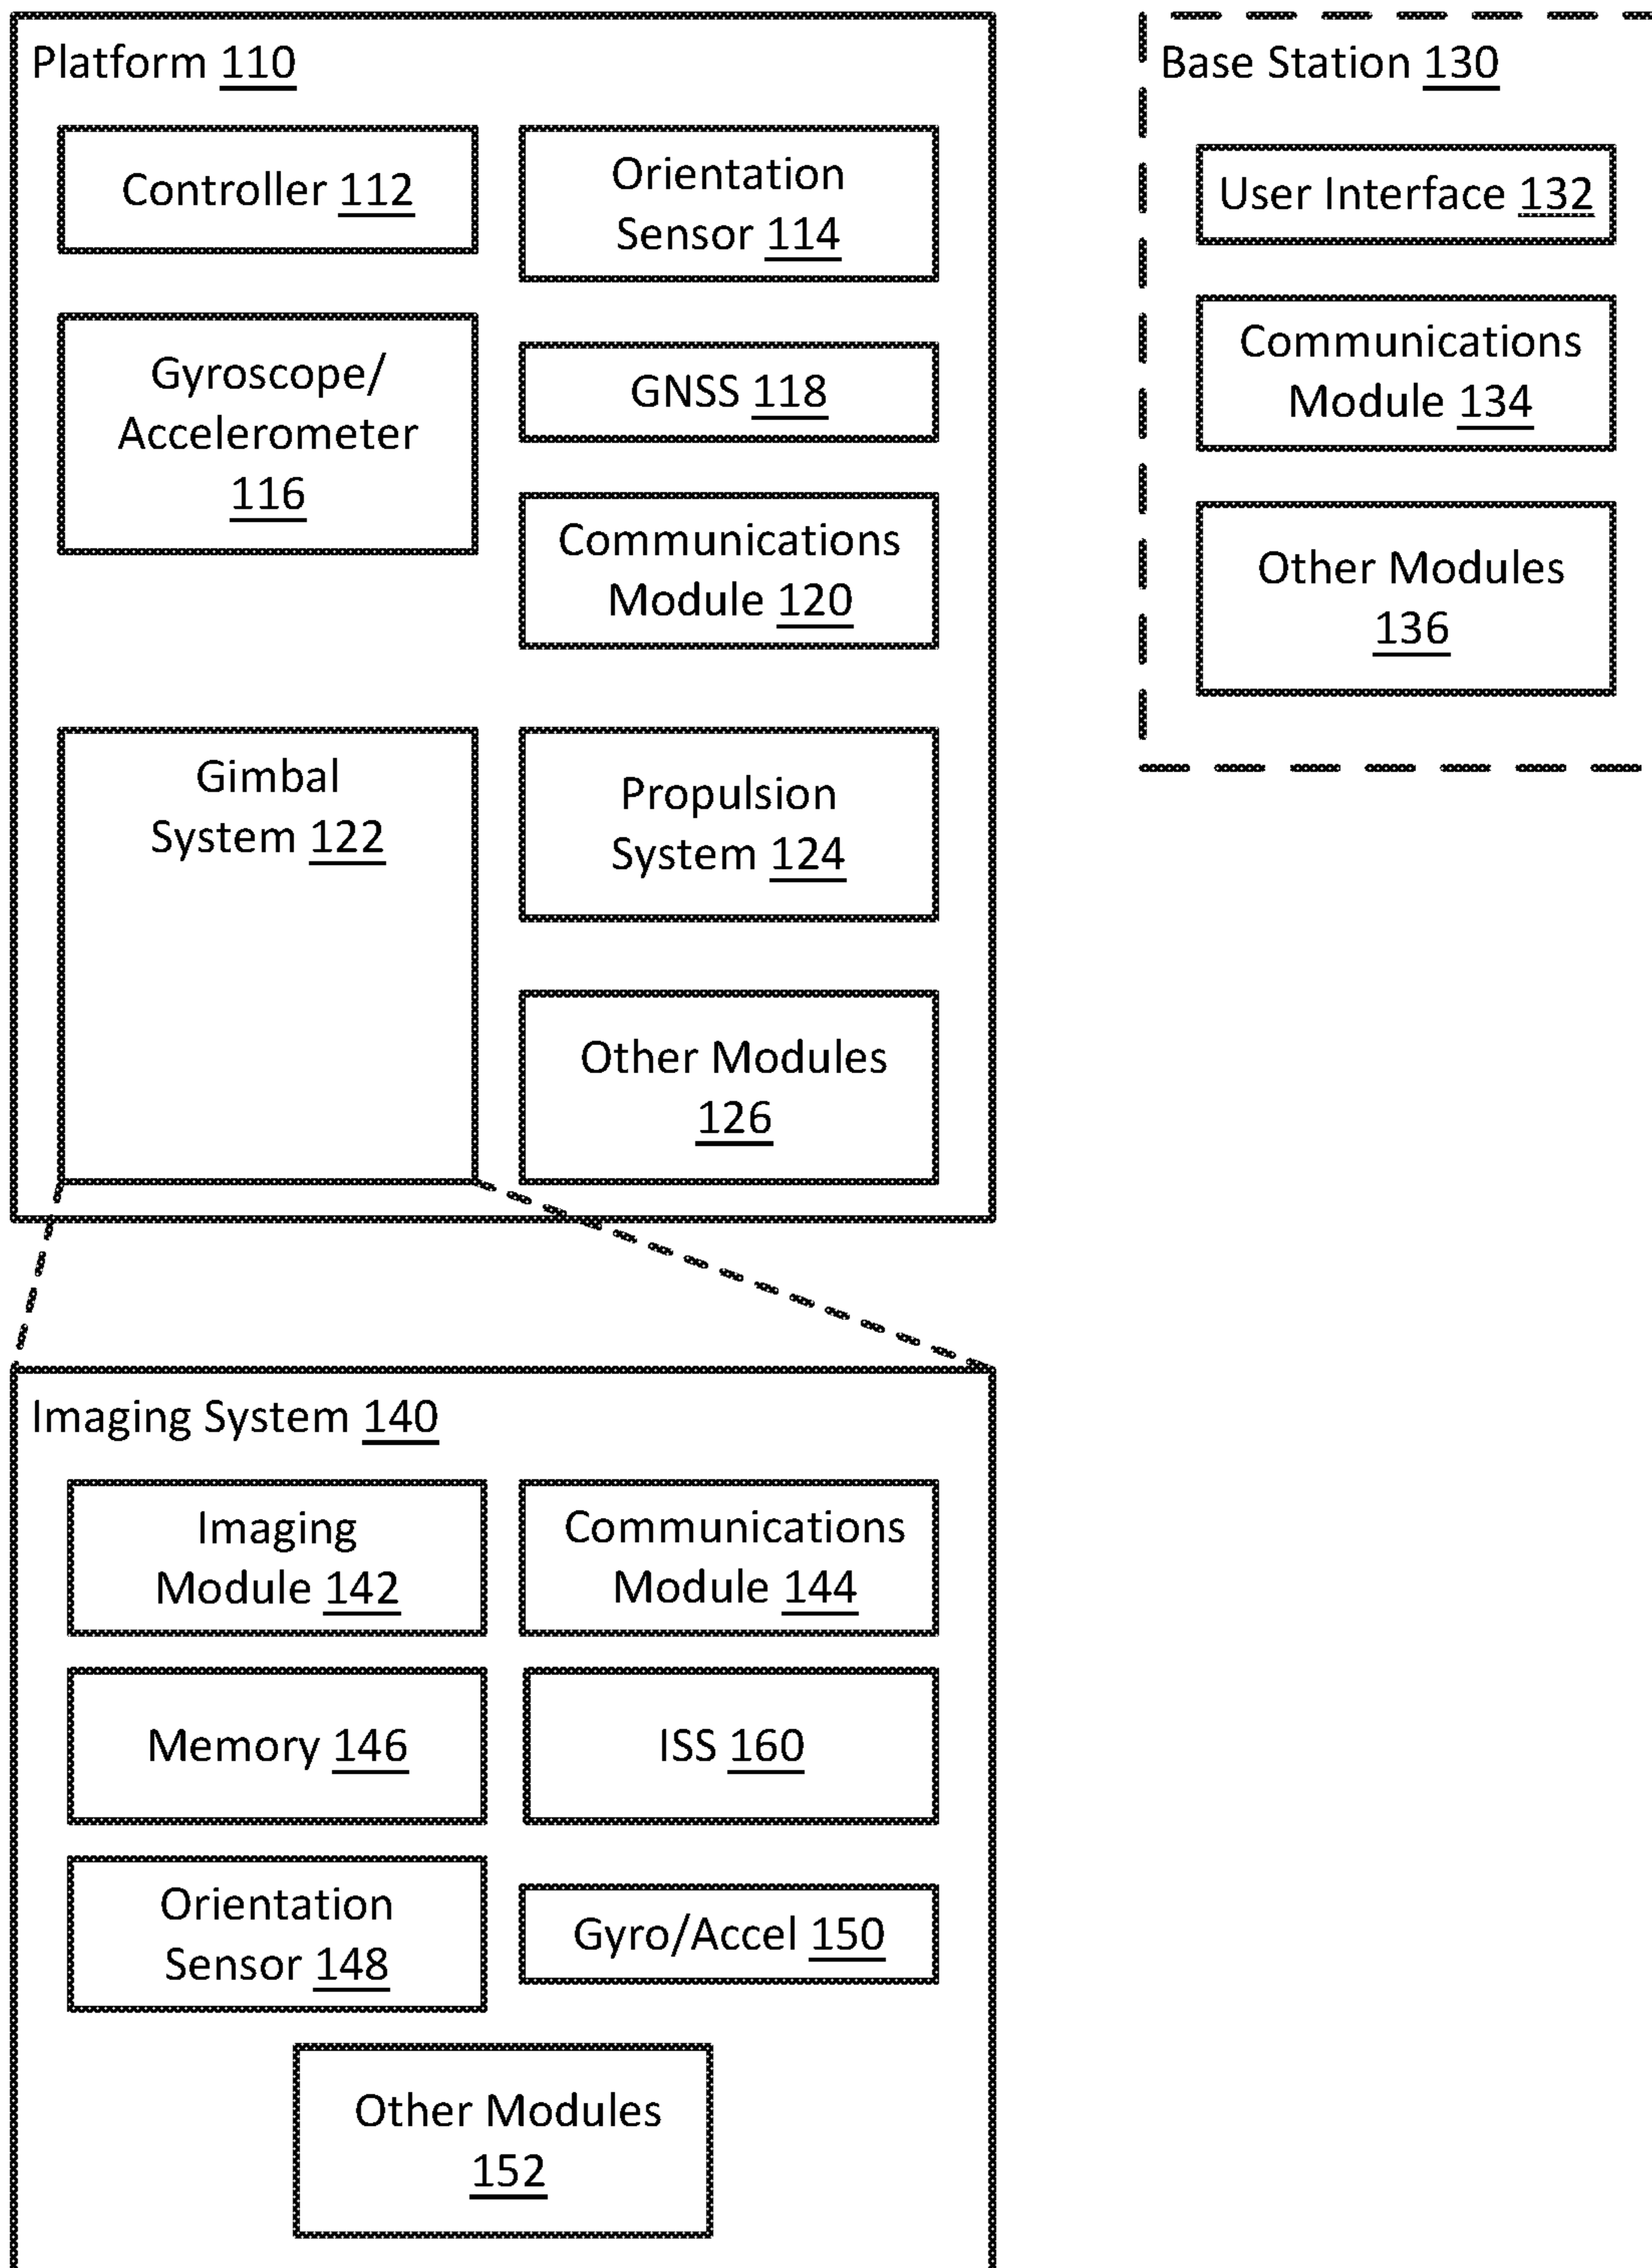 Platform 110
Controller 112
Orientation
Sensor 114
Gyroscope/
Accelerometer
116
GNSS 118
Communications
Module 120
Gimbal
System 122
Propulsion
System 124
Other Modules
126
Base Station 130
User Interface 132
Communications
Module 134
Other Modules
136
Imaging System 140
Imaging
Module 142
Communications
Module 144
Memory 146
ISS 160
Orientation
Sensor 148
Gyro/Accel 150
Other Modules
152